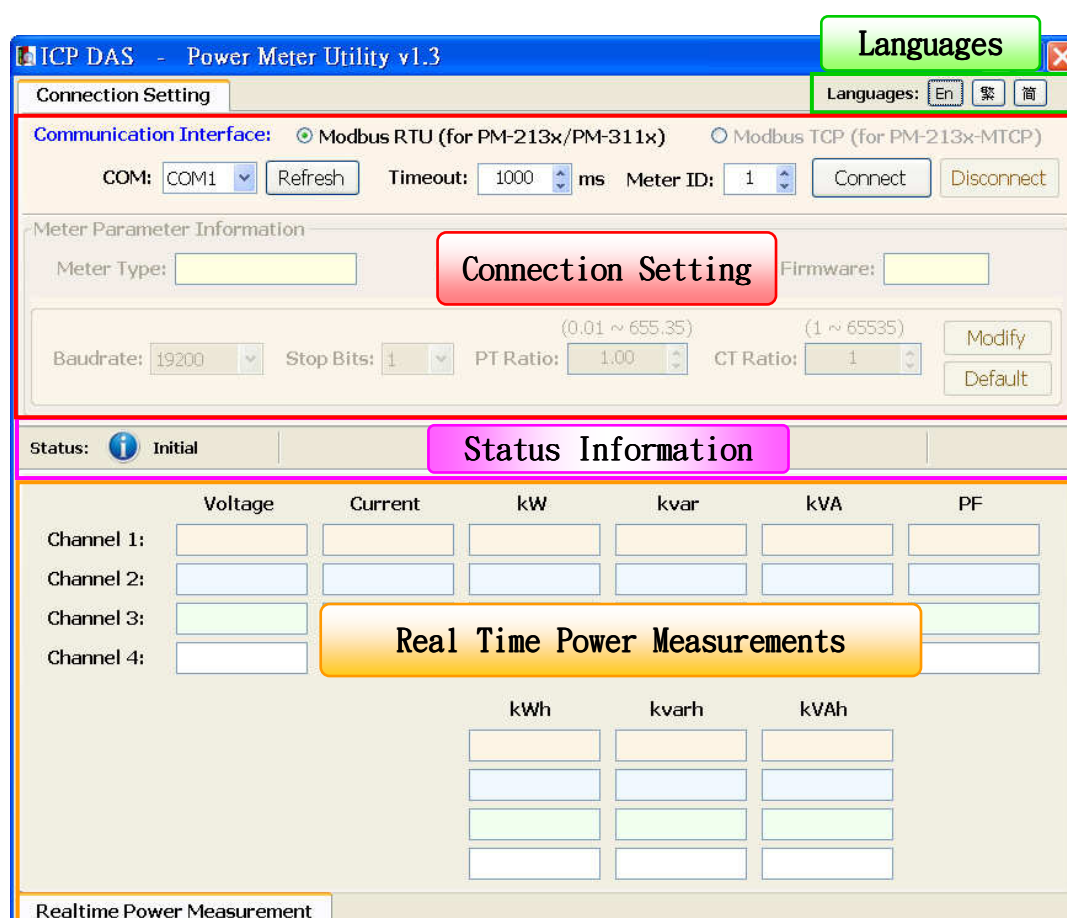 Languages
ICP DAS - Power Meter Utility v1.3
Connection Setting
Languages: En 繁 简
Communication Interface: Modbus RTU (for PM-213x/PM-311x) Modbus TCP (for PM-213x-MTCP)
COM: COM1 Refresh Timeout: 1000 ms Meter ID: 1 Connect Disconnect
Meter Parameter Information
Meter Type: Connection Setting Firmware:
(0.01 ~ 655.35) (1 ~ 65535)
Baudrate: 19200 Stop Bits: 1 PT Ratio: 1.00 CT Ratio: 1 Modify
Default
Status: Initial Status Information
Voltage Current kW kvar kVA PF
Channel 1:
Channel 2:
Channel 3:
Real Time Power Measurements
Channel 4:
kWh kvarh kVAh
Realtime Power Measurement